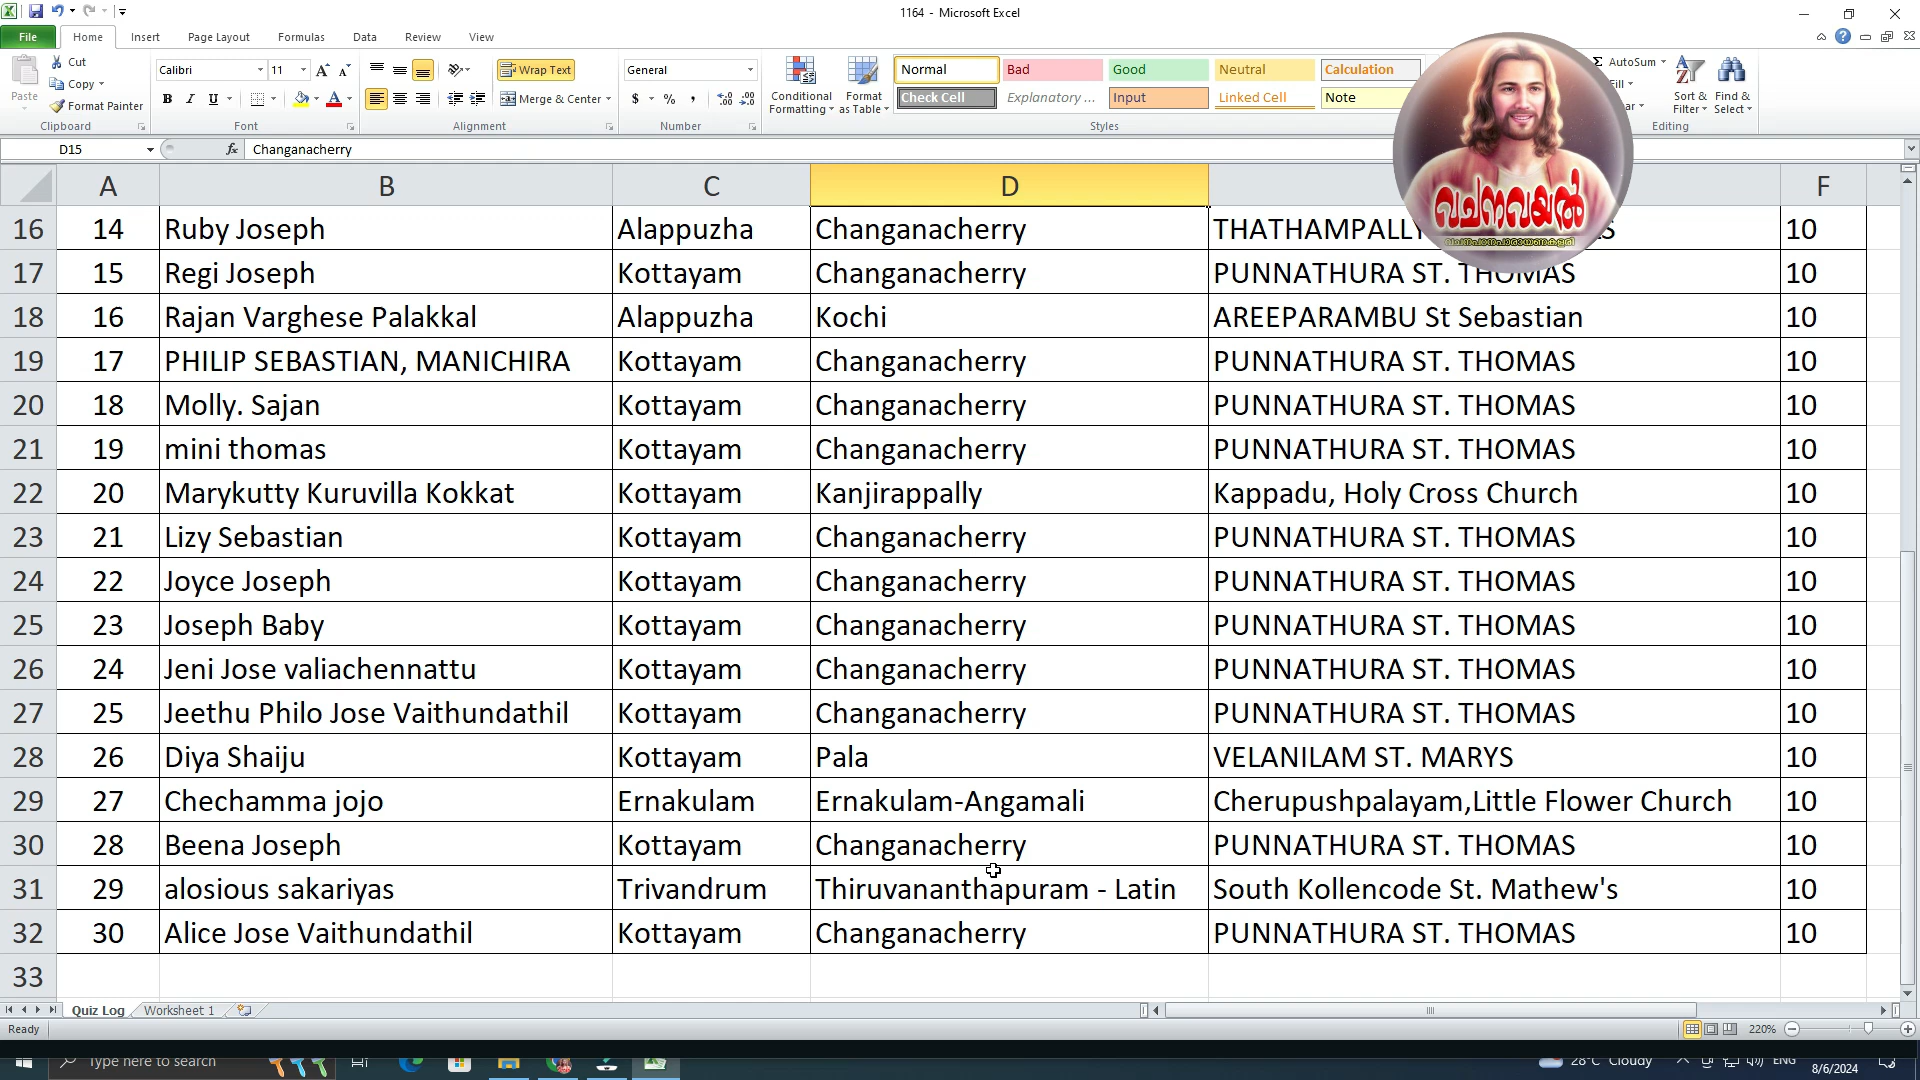 1164 - Microsoft Excel
File Home Insert Page Layout Formulas Data Review View
Paste
Cut
Copy
Format Painter
Clipboard
Calibri 11
B I U
Font
Wrap Text
Merge & Center
Alignment
General
$ % ,
Number
Conditional Formatting
Format as Table
Normal Bad Good Neutral Calculation
Check Cell Explanatory ... Input Linked Cell Note
Styles
AutoSum
Sort & Filter
Find & Select
Editing
D15 fx Changanacherry
A B C D F
16 14 Ruby Joseph Alappuzha Changanacherry 10
17 15 Regi Joseph Kottayam Changanacherry PUNNATHURA ST. THOMAS 10
18 16 Rajan Varghese Palakkal Alappuzha Kochi AREEPARAMBU St Sebastian 10
19 17 PHILIP SEBASTIAN, MANICHIRA Kottayam Changanacherry PUNNATHURA ST. THOMAS 10
20 18 Molly. Sajan Kottayam Changanacherry PUNNATHURA ST. THOMAS 10
21 19 mini thomas Kottayam Changanacherry PUNNATHURA ST. THOMAS 10
22 20 Marykutty Kuruvilla Kokkat Kottayam Kanjirappally Kappadu, Holy Cross Church 10
23 21 Lizy Sebastian Kottayam Changanacherry PUNNATHURA ST. THOMAS 10
24 22 Joyce Joseph Kottayam Changanacherry PUNNATHURA ST. THOMAS 10
25 23 Joseph Baby Kottayam Changanacherry PUNNATHURA ST. THOMAS 10
26 24 Jeni Jose valiachennattu Kottayam Changanacherry PUNNATHURA ST. THOMAS 10
27 25 Jeethu Philo Jose Vaithundathil Kottayam Changanacherry PUNNATHURA ST. THOMAS 10
28 26 Diya Shaiju Kottayam Pala VELANILAM ST. MARYS 10
29 27 Chechamma jojo Ernakulam Ernakulam-Angamali Cherupushpalayam,Little Flower Church 10
30 28 Beena Joseph Kottayam Changanacherry PUNNATHURA ST. THOMAS 10
31 29 alosious sakariyas Trivandrum Thiruvananthapuram - Latin South Kollencode St. Mathew's 10
32 30 Alice Jose Vaithundathil Kottayam Changanacherry PUNNATHURA ST. THOMAS 10
33
വചനവയൽ
Quiz Log Worksheet 1
Ready 220%
Type here to search 28°C Cloudy ENG
8/6/2024